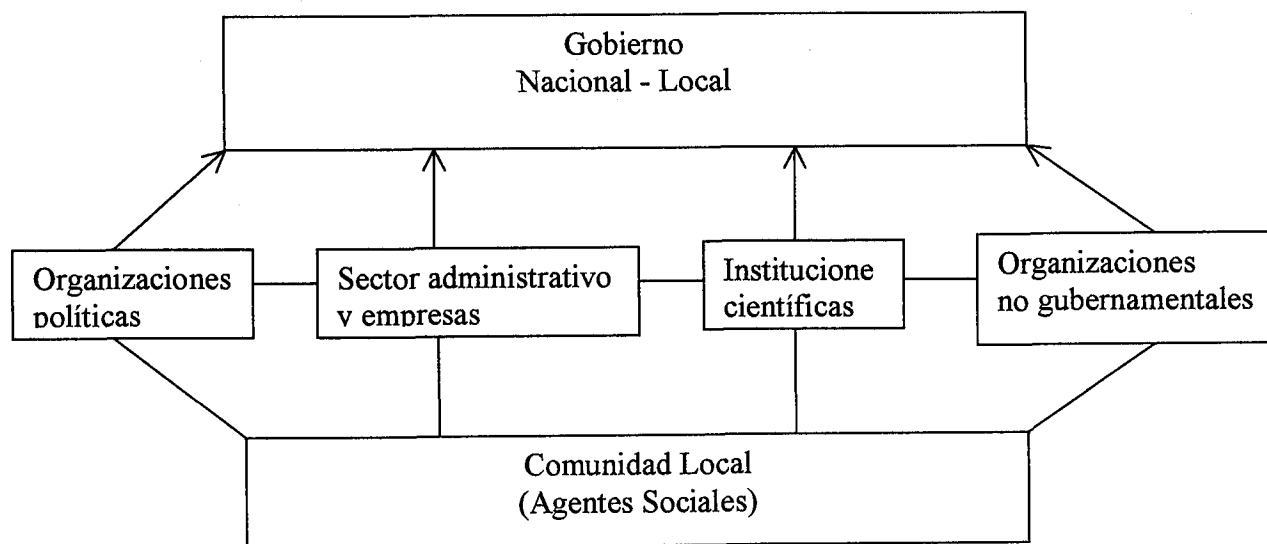 Gobierno
Nacional - Local
Organizaciones
políticas
Sector administrativo
y empresas
Institucione
científicas
Organizaciones
no gubernamentales
Comunidad Local
(Agentes Sociales)